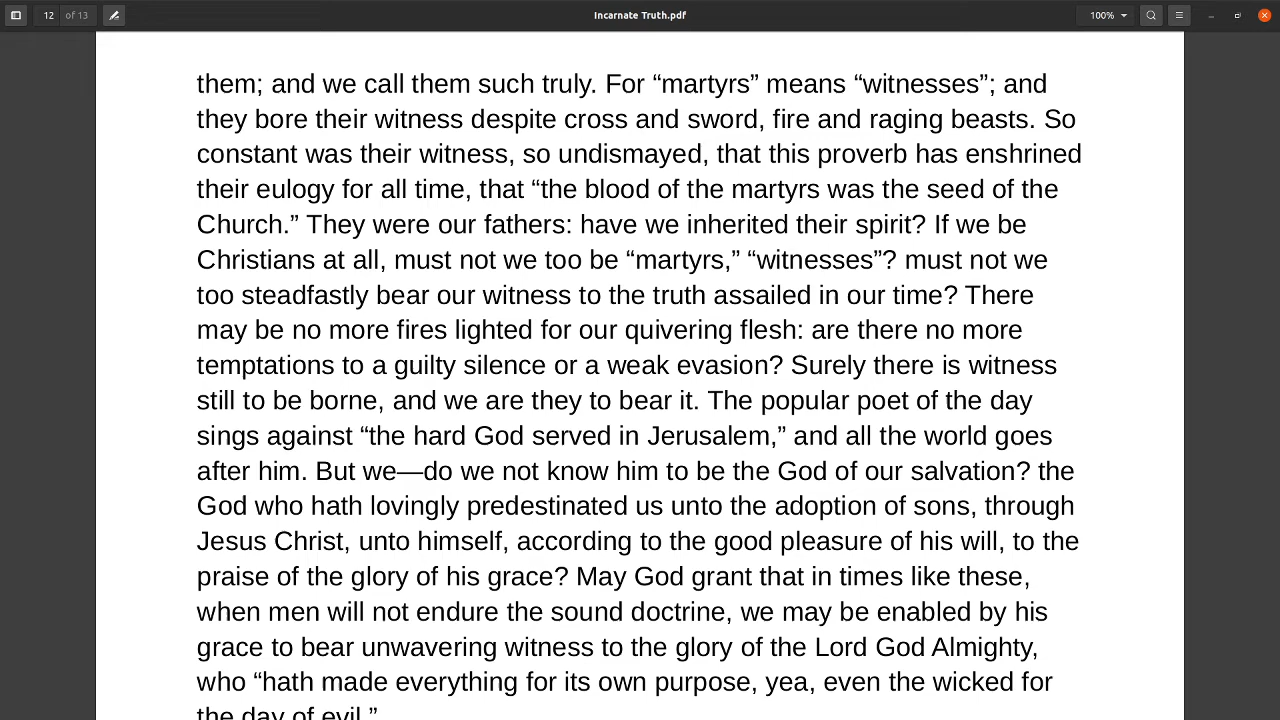 12 of 13
Incarnate Truth.pdf
100%
them; and we call them such truly. For “martyrs” means “witnesses”; and
they bore their witness despite cross and sword, fire and raging beasts. So
constant was their witness, so undismayed, that this proverb has enshrined
their eulogy for all time, that “the blood of the martyrs was the seed of the
Church.” They were our fathers: have we inherited their spirit? If we be
Christians at all, must not we too be “martyrs,” “witnesses”? must not we
too steadfastly bear our witness to the truth assailed in our time? There
may be no more fires lighted for our quivering flesh: are there no more
temptations to a guilty silence or a weak evasion? Surely there is witness
still to be borne, and we are they to bear it. The popular poet of the day
sings against “the hard God served in Jerusalem,” and all the world goes
after him. But we—do we not know him to be the God of our salvation? the
God who hath lovingly predestinated us unto the adoption of sons, through
Jesus Christ, unto himself, according to the good pleasure of his will, to the
praise of the glory of his grace? May God grant that in times like these,
when men will not endure the sound doctrine, we may be enabled by his
grace to bear unwavering witness to the glory of the Lord God Almighty,
who “hath made everything for its own purpose, yea, even the wicked for
the day of evil.”